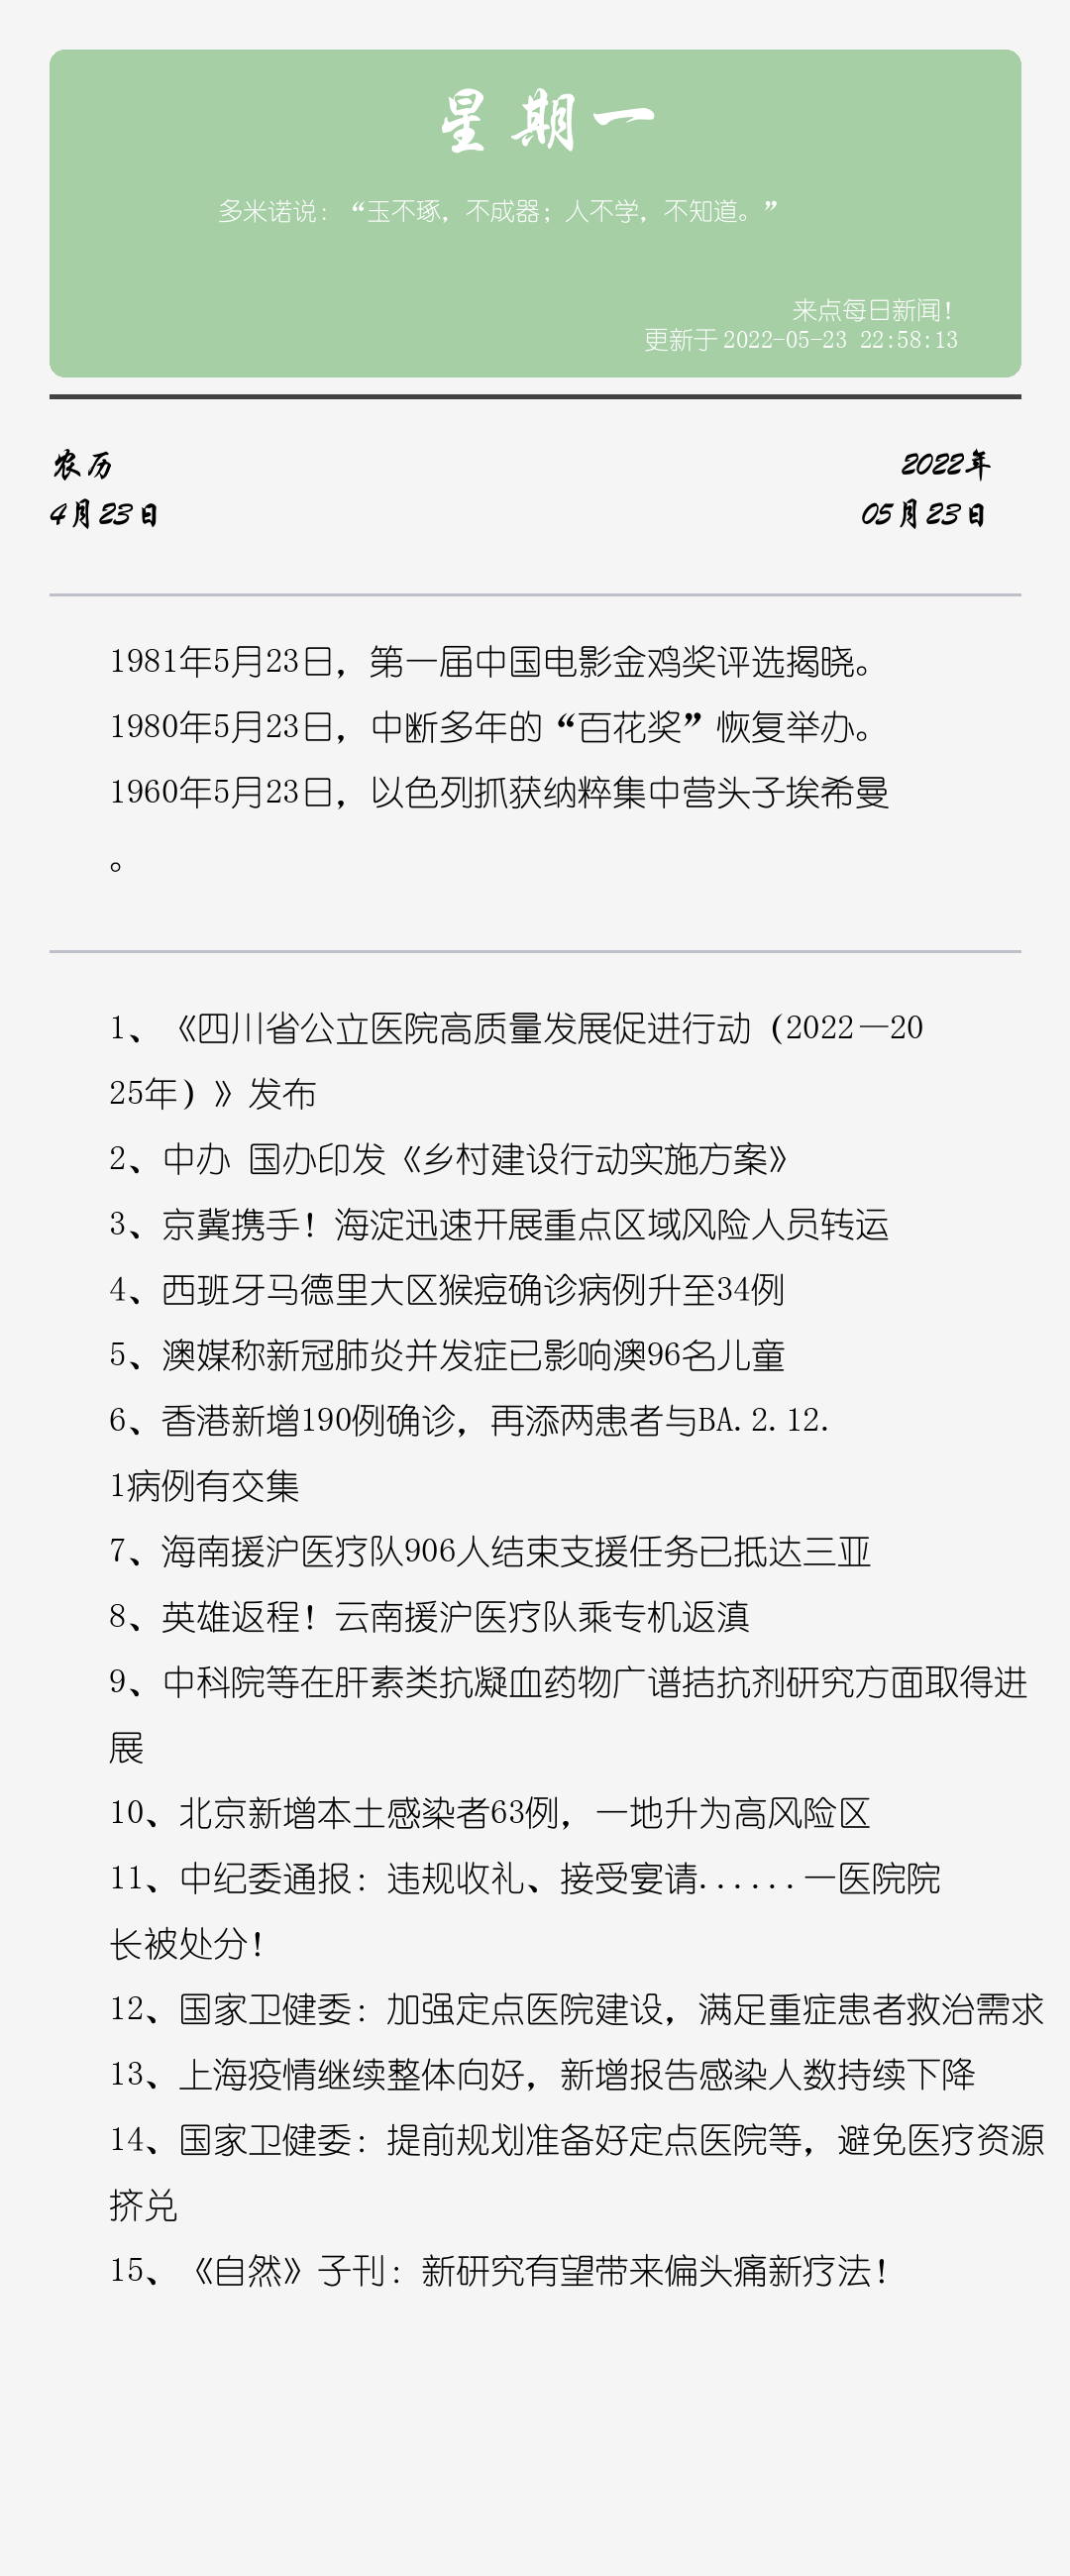 星期一
多米诺说：“玉不琢，不成器；人不学，不知道。”
来点每日新闻！
更新于 2022-05-23 22:58:13
农历
4月23日
2022年
05月23日
1981年5月23日，第一届中国电影金鸡奖评选揭晓。
1980年5月23日，中断多年的“百花奖”恢复举办。
1960年5月23日，以色列抓获纳粹集中营头子埃希曼
。
1、《四川省公立医院高质量发展促进行动（2022—20
25年）》发布
2、中办 国办印发《乡村建设行动实施方案》
3、京冀携手！海淀迅速开展重点区域风险人员转运
4、西班牙马德里大区猴痘确诊病例升至34例
5、澳媒称新冠肺炎并发症已影响澳96名儿童
6、香港新增190例确诊，再添两患者与BA.2.12.
1病例有交集
7、海南援沪医疗队906人结束支援任务已抵达三亚
8、英雄返程！云南援沪医疗队乘专机返滇
9、中科院等在肝素类抗凝血药物广谱拮抗剂研究方面取得进
展
10、北京新增本土感染者63例，一地升为高风险区
11、中纪委通报：违规收礼、接受宴请......一医院院
长被处分！
12、国家卫健委：加强定点医院建设，满足重症患者救治需求
13、上海疫情继续整体向好，新增报告感染人数持续下降
14、国家卫健委：提前规划准备好定点医院等，避免医疗资源
挤兑
15、《自然》子刊：新研究有望带来偏头痛新疗法！